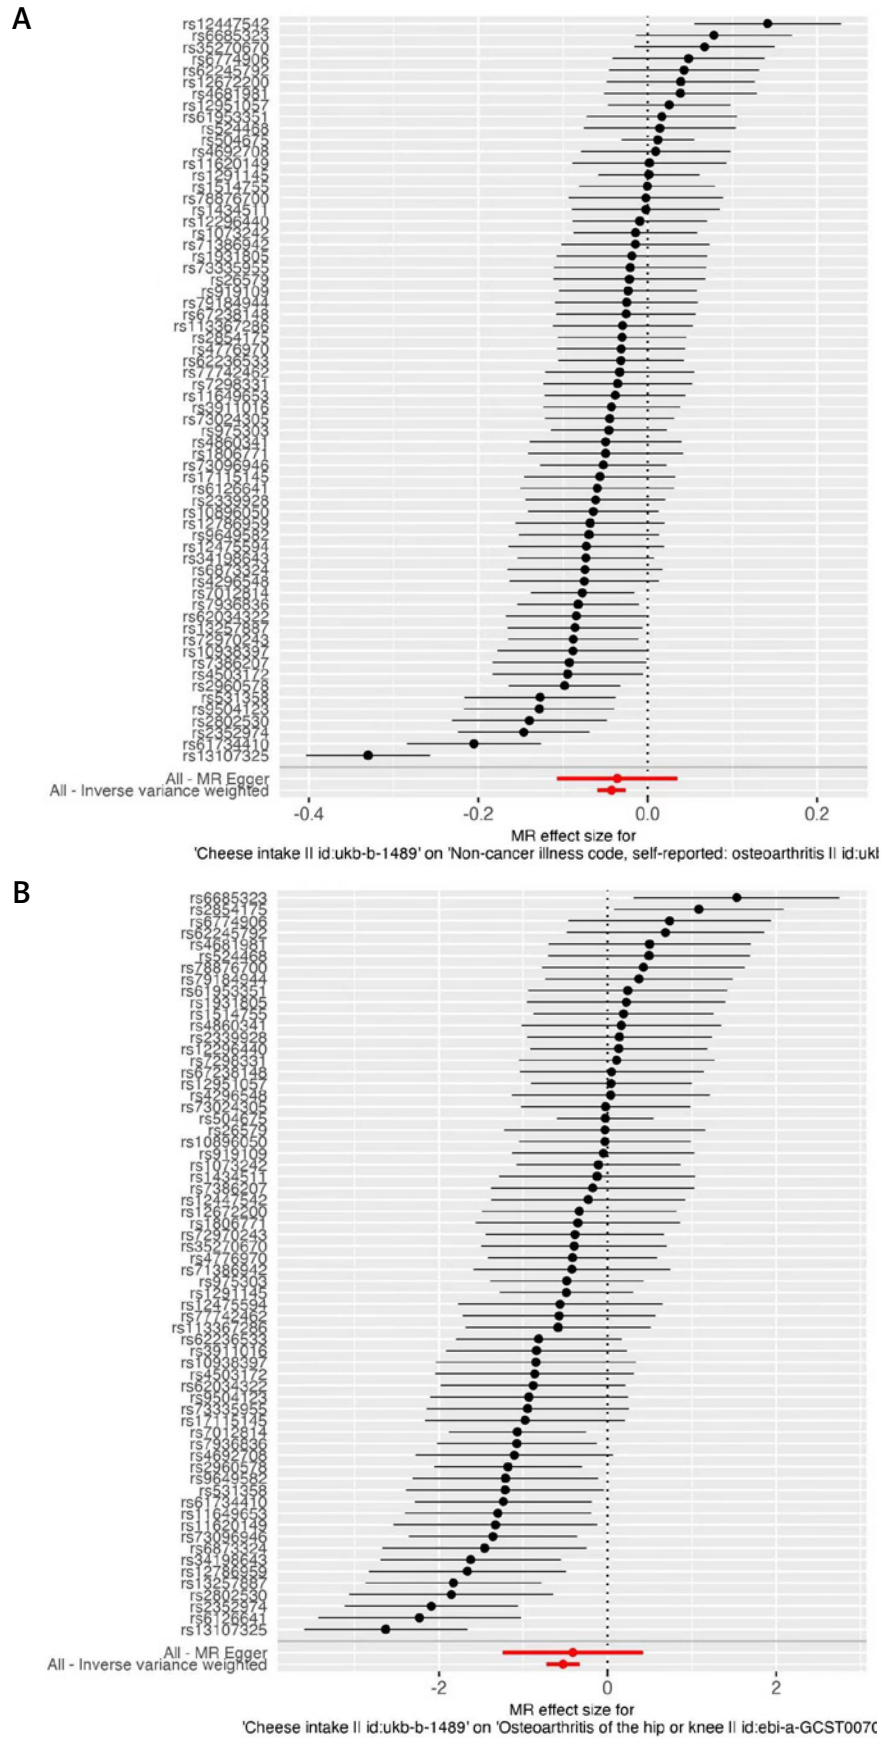 A
rs12447542
rs6685323
rs35270670
rs6774906
rs62245792
rs12672200
rs4681981
rs12951057
rs61953351
rs524468
rs504675
rs4692708
rs11620149
rs1291145
rs1514755
rs78876700
rs1434511
rs12296440
rs1073242
rs71386942
rs1931805
rs73335955
rs26579
rs919109
rs79184944
rs67238148
rs113367286
rs2854175
rs4776970
rs62236533
rs77742462
rs7298331
rs11649653
rs3911016
rs73024305
rs975303
rs4860341
rs1806771
rs73096946
rs17115145
rs6126641
rs2339928
rs10896050
rs12786959
rs9649582
rs12475594
rs34198643
rs6873324
rs4296548
rs7012814
rs7936836
rs62034322
rs13257887
rs72970243
rs10938397
rs7386207
rs4503172
rs2960578
rs531358
rs9504123
rs2802530
rs2352974
rs61734410
rs13107325
All - MR Egger
All - Inverse variance weighted
-0.4 -0.2 0.0 0.2
MR effect size for
'Cheese intake || id:ukb-b-1489' on 'Non-cancer illness code, self-reported: osteoarthritis || id:ukb
B
rs6685323
rs2854175
rs6774906
rs62245792
rs4681981
rs524468
rs78876700
rs79184944
rs61953351
rs1931805
rs1514755
rs4860341
rs2339928
rs12296440
rs7298331
rs67238148
rs12951057
rs4296548
rs73024305
rs504675
rs26579
rs10896050
rs919109
rs1073242
rs1434511
rs7386207
rs12447542
rs12672200
rs1806771
rs72970243
rs35270670
rs4776970
rs71386942
rs975303
rs1291145
rs12475594
rs77742462
rs113367286
rs62236533
rs3911016
rs10938397
rs4503172
rs62034322
rs9504123
rs73335955
rs17115145
rs7012814
rs7936836
rs4692708
rs2960578
rs9649582
rs531358
rs61734410
rs11649653
rs11620149
rs73096946
rs6873324
rs34198643
rs12786959
rs13257887
rs2802530
rs2352974
rs6126641
rs13107325
All - MR Egger
All - Inverse variance weighted
-2 0 2
MR effect size for
'Cheese intake || id:ukb-b-1489' on 'Osteoarthritis of the hip or knee || id:ebi-a-GCST0070